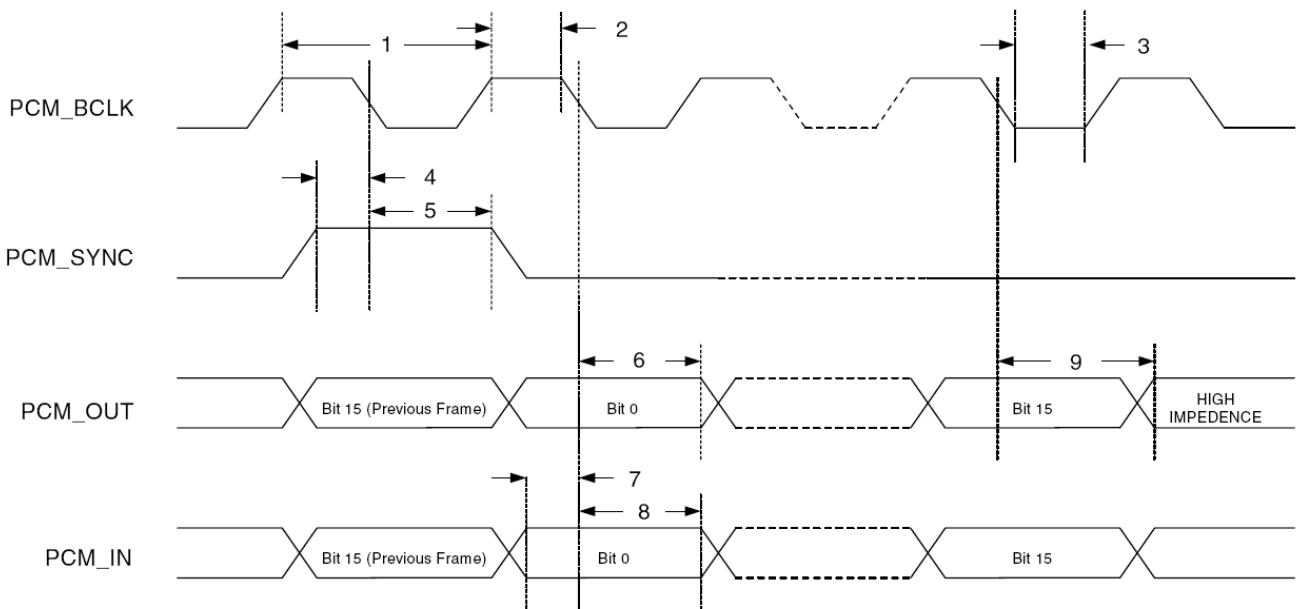 1
2
3
PCM_BCLK
4
5
PCM_SYNC
6
9
PCM_OUT
Bit 15 (Previous Frame)
Bit 0
Bit 15
HIGH
IMPEDENCE
7
8
PCM_IN
Bit 15 (Previous Frame)
Bit 0
Bit 15